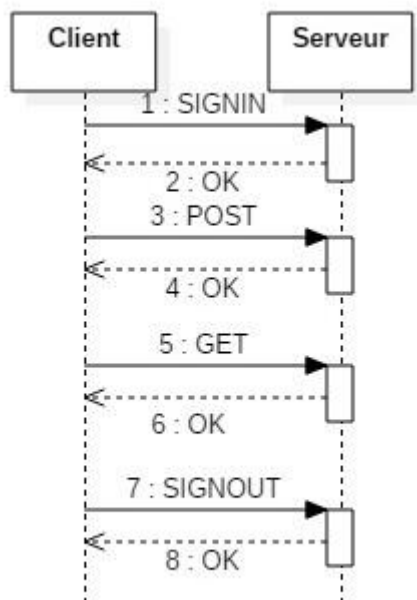 Client
Serveur
1 : SIGNIN
2 : OK
3 : POST
4 : OK
5 : GET
6 : OK
7 : SIGNOUT
8 : OK